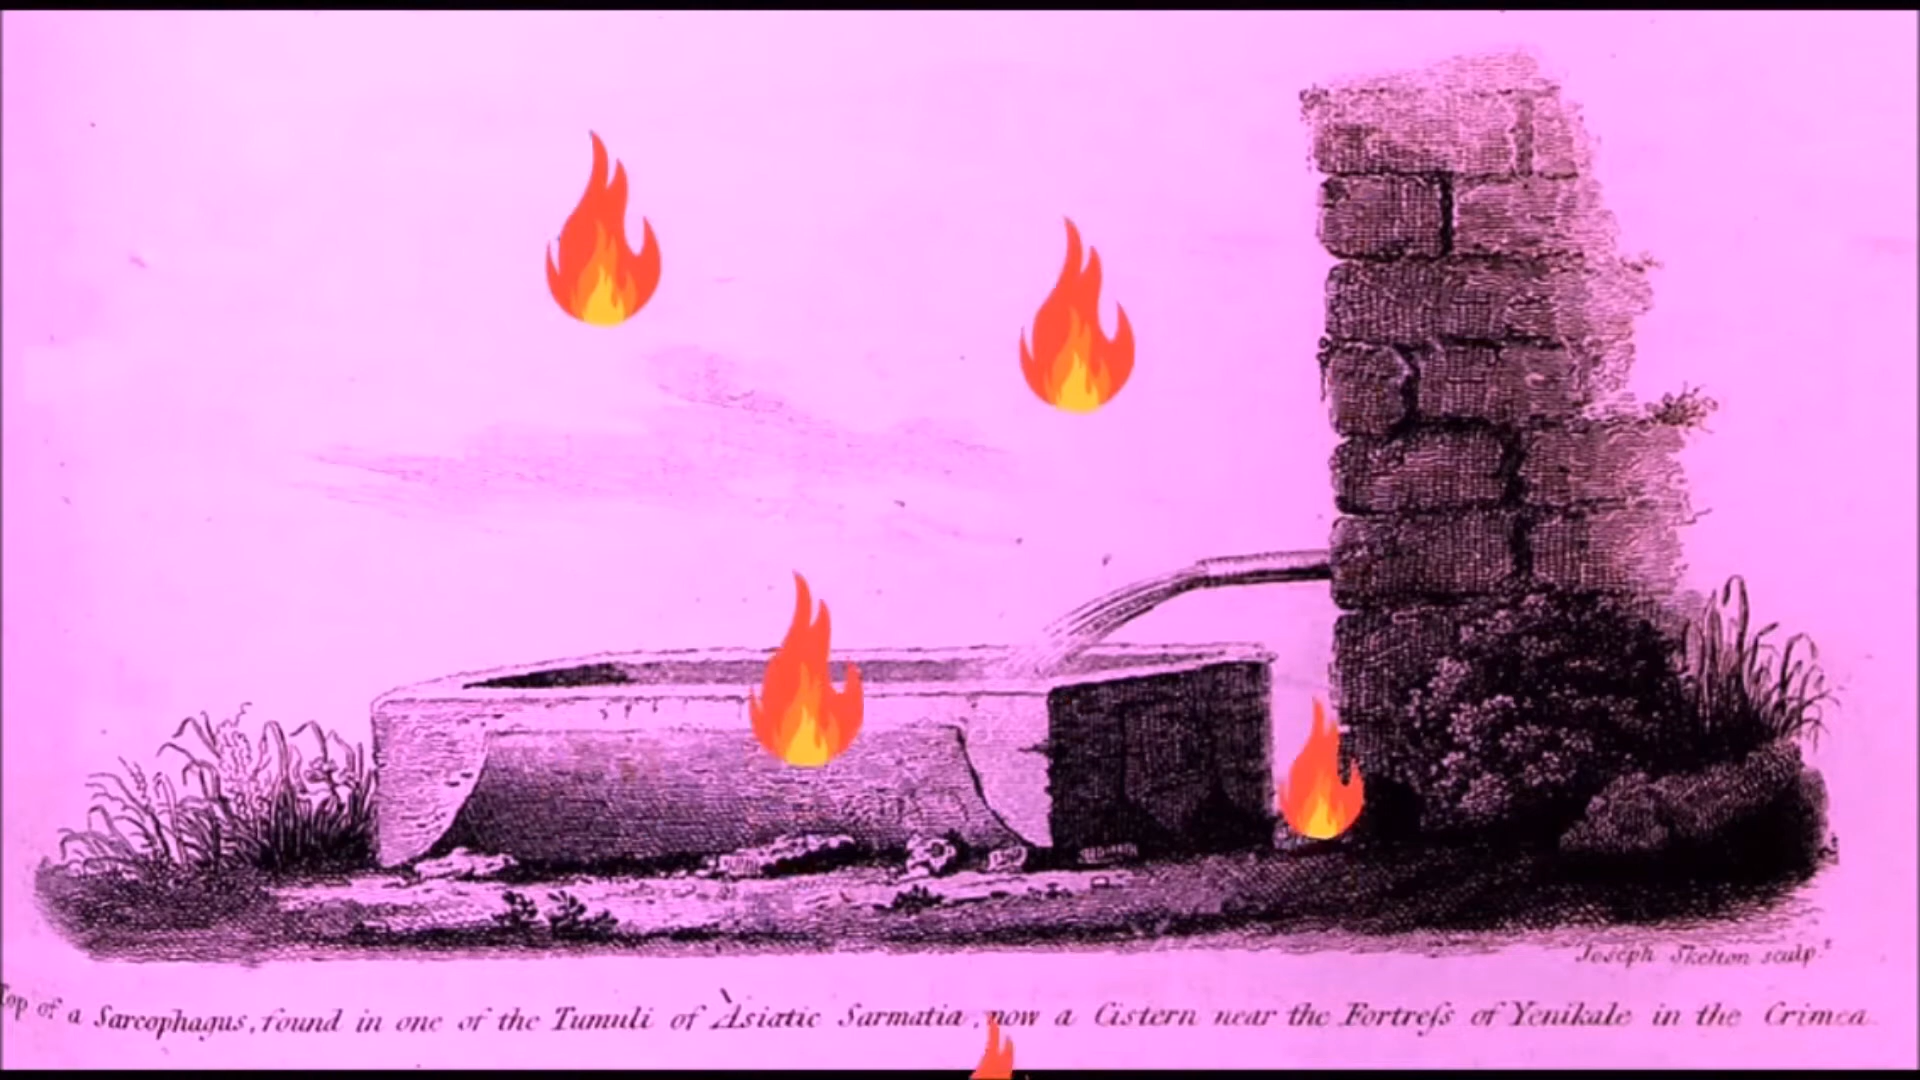 Joseph Skelton sculp.t
Top of a Sarcophagus, found in one of the Tumuli of Asiatic Sarmatia, now a Cistern near the Fortreſs of Yenikale in the Crimea.